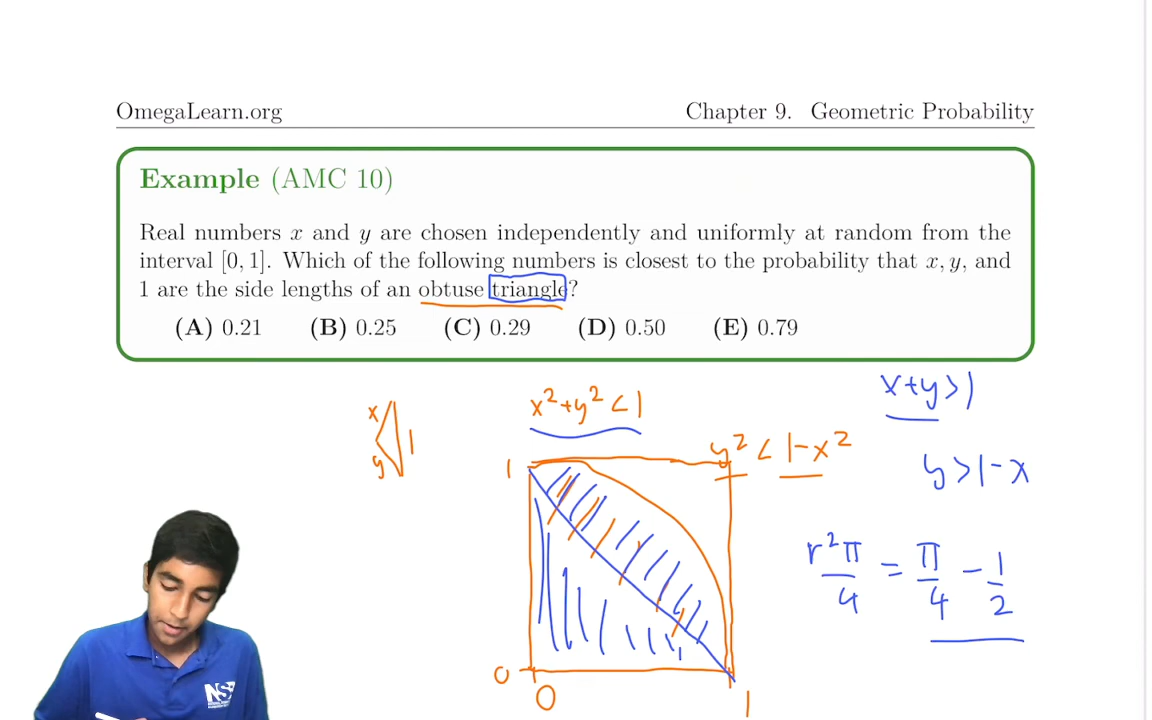 OmegaLearn.org Chapter 9. Geometric Probability
Example (AMC 10)
Real numbers x and y are chosen independently and uniformly at random from the
interval [0, 1]. Which of the following numbers is closest to the probability that x, y, and
1 are the side lengths of an obtuse triangle?
(A) 0.21 (B) 0.25 (C) 0.29 (D) 0.50 (E) 0.79
x+y>1
x²+y²<1
x
1
y
y²<1-x²
y>1-x
1
r²π/4 = π/4 - 1/2
0
0
1